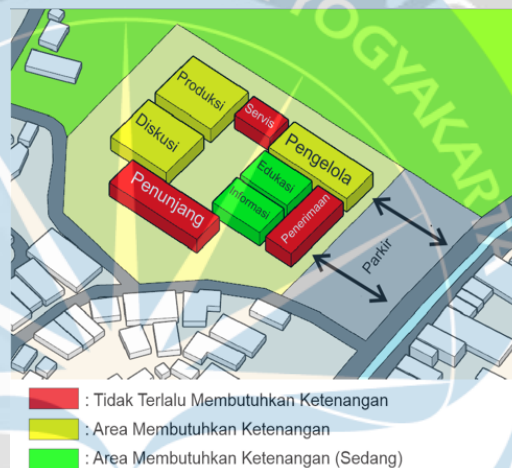 YOGYAKARTA
Produksi
Servis
Diskusi
Pengelola
Edukasi
Penunjang
Informasi
Penerimaan
Parkir
: Tidak Terlalu Membutuhkan Ketenangan
: Area Membutuhkan Ketenangan
: Area Membutuhkan Ketenangan (Sedang)